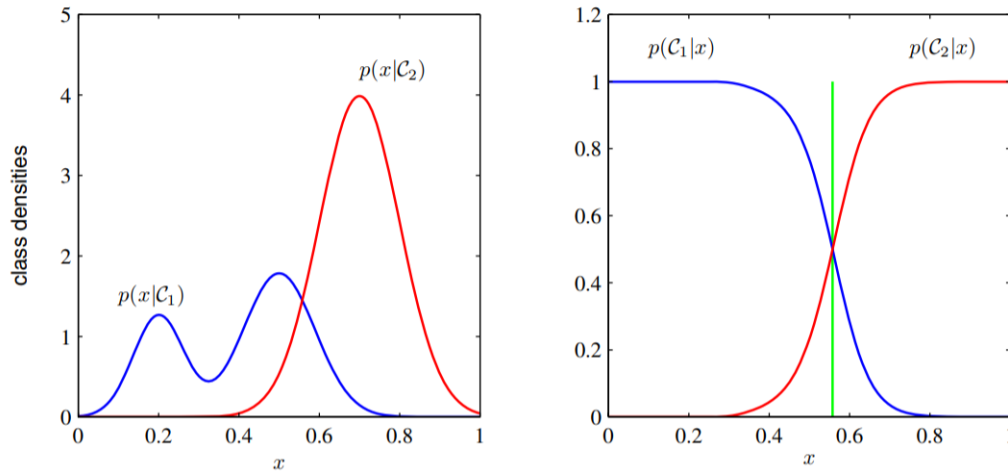 5
4
3
2
1
0
class densities
p(x|C₁)
p(x|C₂)
0 0.2 0.4 0.6 0.8 1
x
1.2
1
0.8
0.6
0.4
0.2
0
p(C₁|x)
p(C₂|x)
0 0.2 0.4 0.6 0.8 1
x